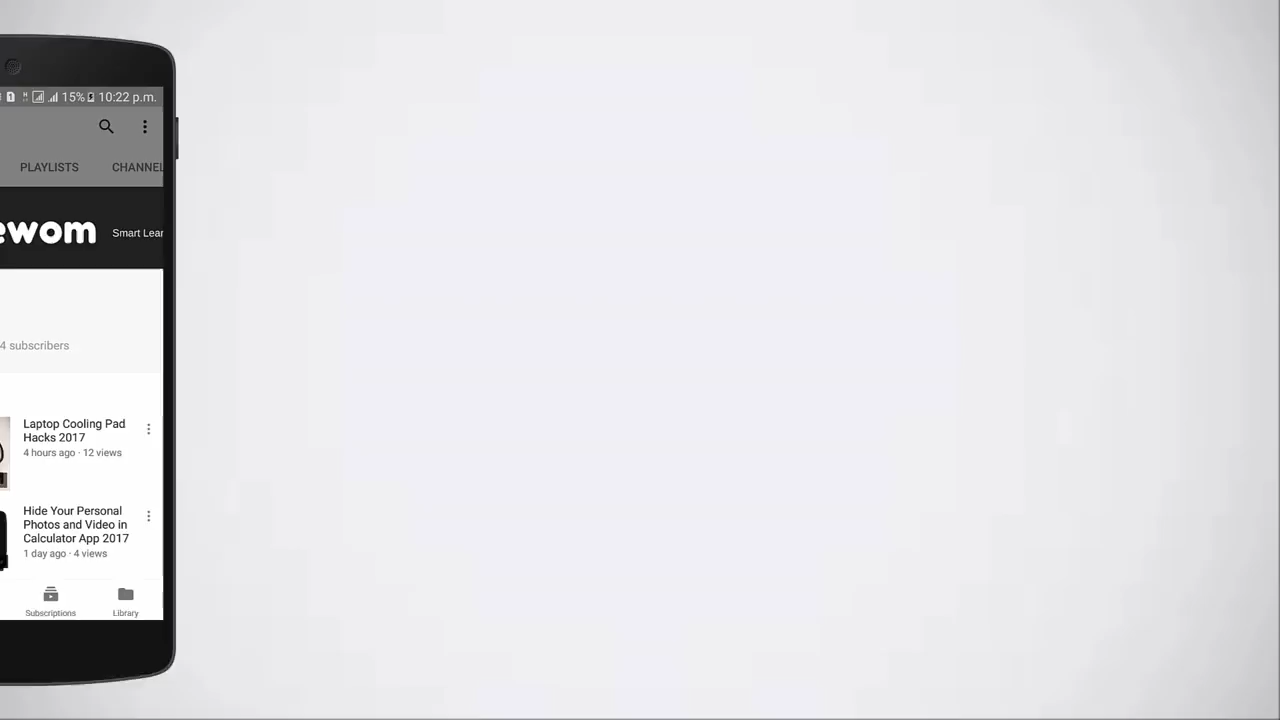 15% 10:22 p.m.
PLAYLISTS CHANNEL
ewom Smart Lear
4 subscribers
Laptop Cooling Pad
Hacks 2017
4 hours ago · 12 views
Hide Your Personal
Photos and Video in
Calculator App 2017
1 day ago · 4 views
Subscriptions Library